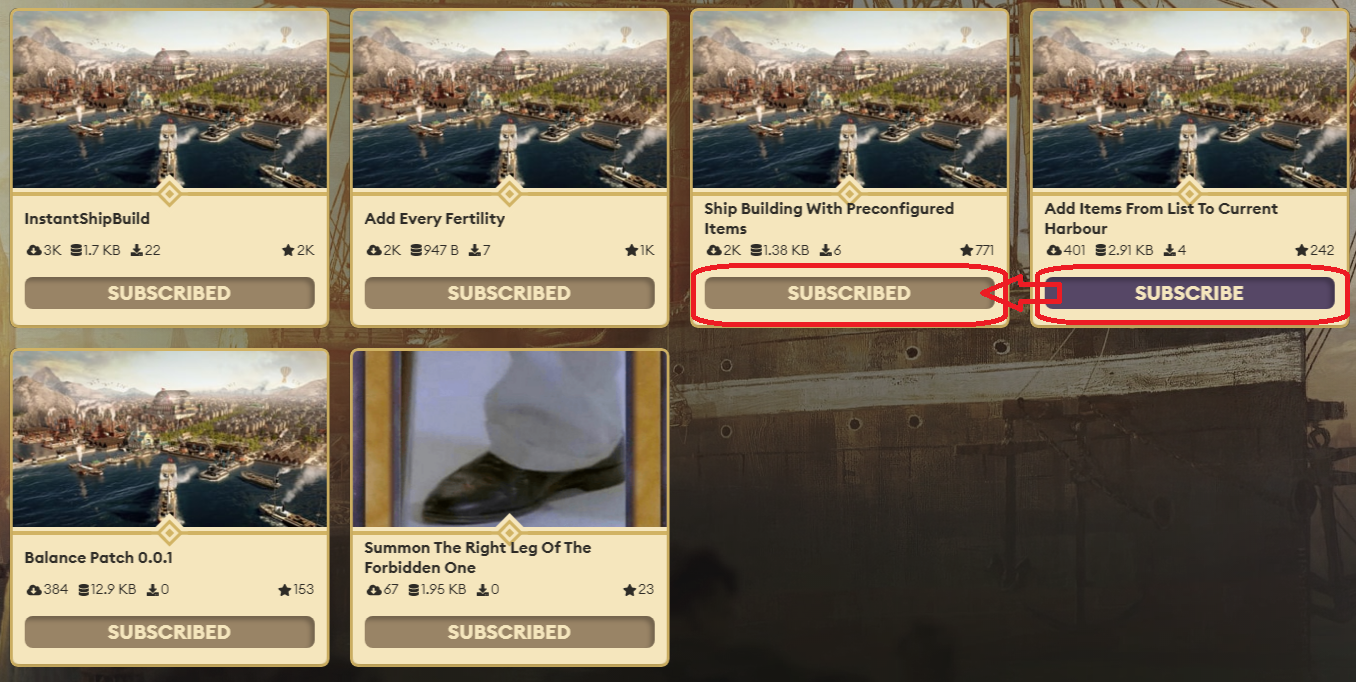 InstantShipBuild
3K 1.7 KB 22 2K
SUBSCRIBED
Add Every Fertility
2K 947 B 7 1K
SUBSCRIBED
Ship Building With Preconfigured
Items
2K 1.38 KB 6 771
SUBSCRIBED
Add Items From List To Current
Harbour
401 2.91 KB 4 242
SUBSCRIBE
Balance Patch 0.0.1
384 12.9 KB 0 153
SUBSCRIBED
Summon The Right Leg Of The
Forbidden One
67 1.95 KB 0 23
SUBSCRIBED